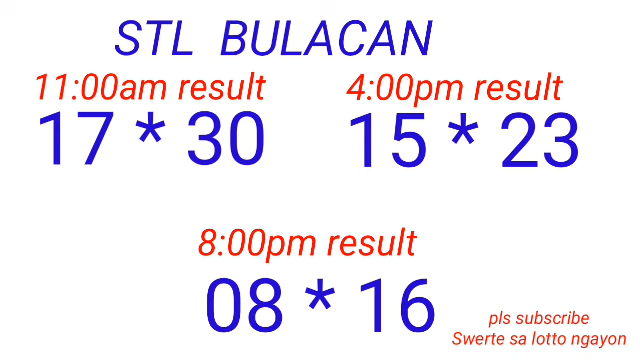 STL BULACAN
11:00am result
17 * 30
4:00pm result
15 * 23
8:00pm result
08 * 16
pls subscribe
Swerte sa lotto ngayon